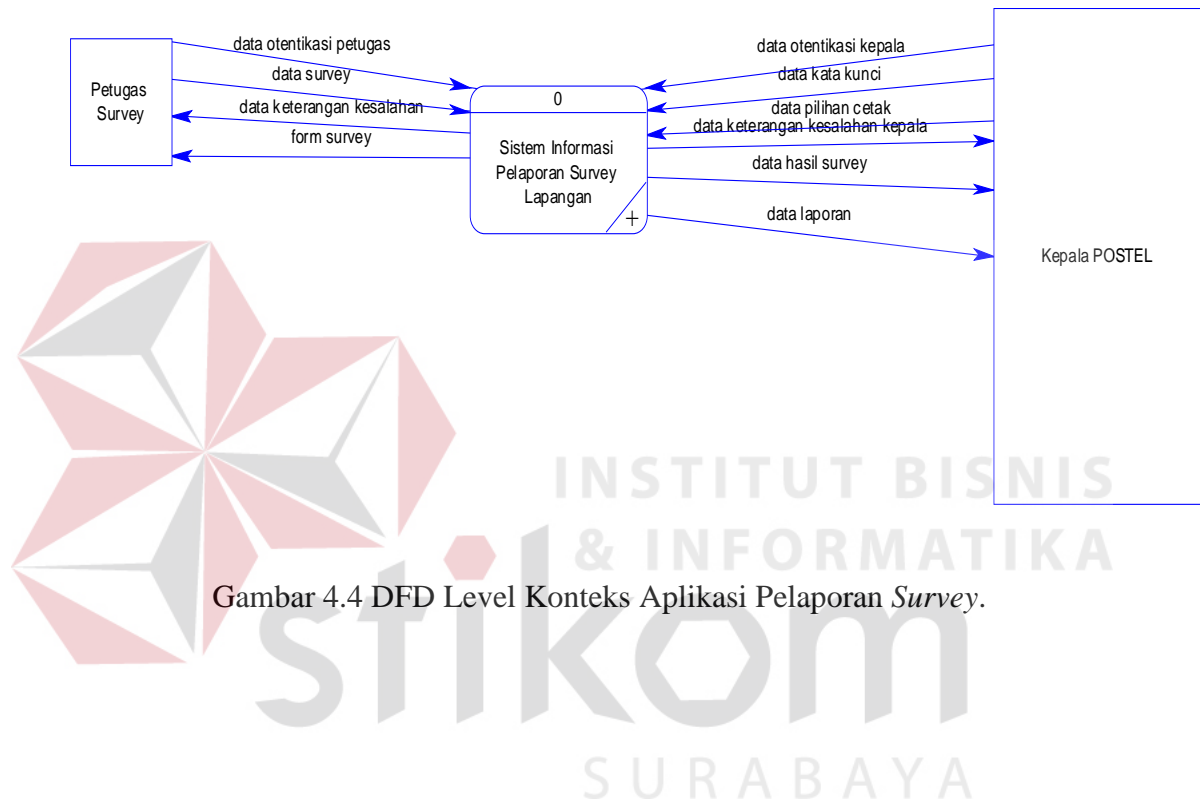 data otentikasi petugas
data survey
data keterangan kesalahan
form survey
Petugas
Survey
0
Sistem Informasi
Pelaporan Survey
Lapangan
+
data otentikasi kepala
data kata kunci
data pilihan cetak
data keterangan kesalahan kepala
data hasil survey
data laporan
Kepala POSTEL
INSTITUT BISNIS
& INFORMATIKA
Gambar 4.4 DFD Level Konteks Aplikasi Pelaporan Survey.
stikom
SURABAYA